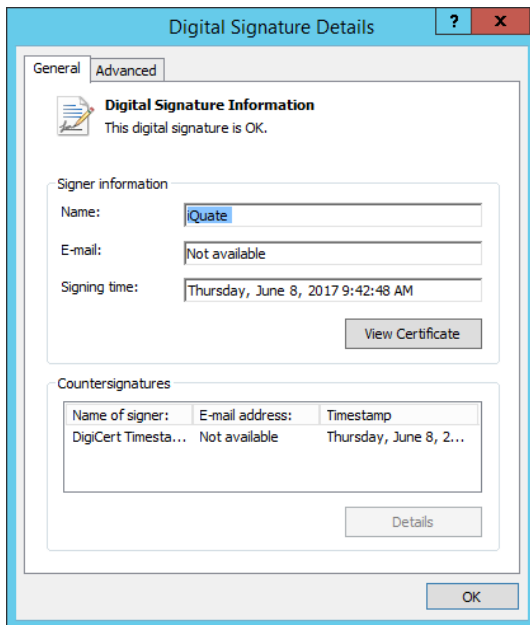 Digital Signature Details
? x
General Advanced
Digital Signature Information
This digital signature is OK.
Signer information
Name: iQuate
E-mail: Not available
Signing time: Thursday, June 8, 2017 9:42:48 AM
View Certificate
Countersignatures
Name of signer: E-mail address: Timestamp
DigiCert Timesta... Not available Thursday, June 8, 2...
Details
OK